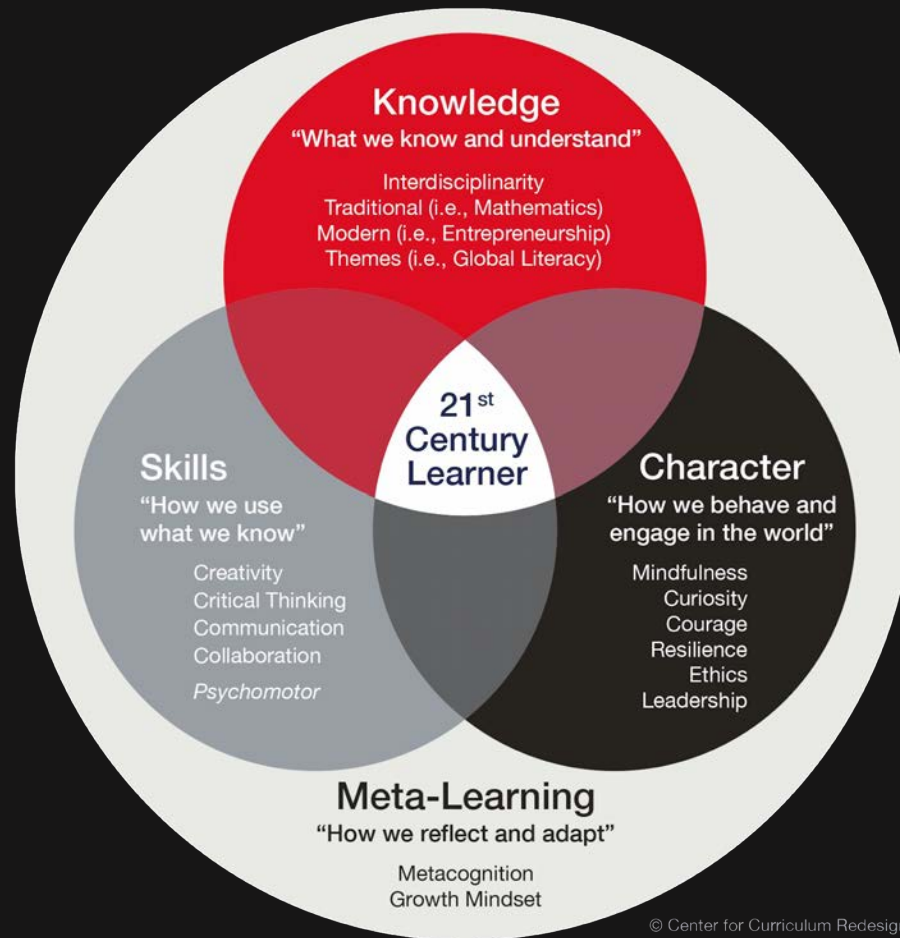 Knowledge
“What we know and understand”
Interdisciplinarity
Traditional (i.e., Mathematics)
Modern (i.e., Entrepreneurship)
Themes (i.e., Global Literacy)
21st
Century
Learner
Skills
“How we use
what we know”
Creativity
Critical Thinking
Communication
Collaboration
Psychomotor
Character
“How we behave and
engage in the world”
Mindfulness
Curiosity
Courage
Resilience
Ethics
Leadership
Meta-Learning
“How we reflect and adapt”
Metacognition
Growth Mindset
© Center for Curriculum Redesign